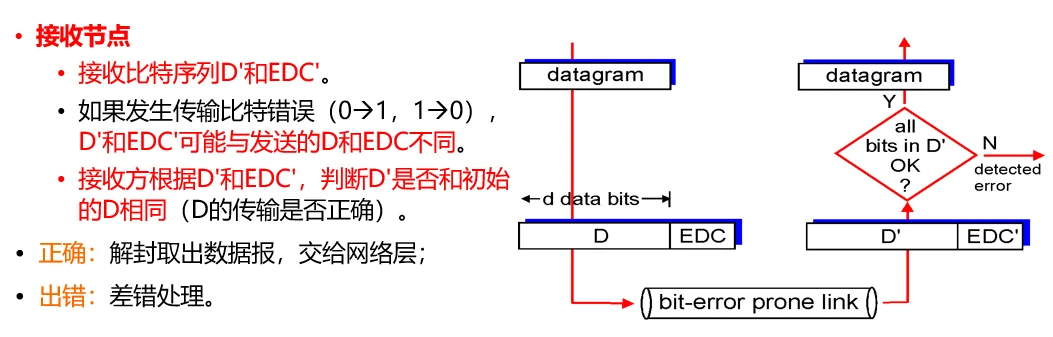 • 接收节点
• 接收比特序列D'和EDC'。
• 如果发生传输比特错误（0→1，1→0），
D'和EDC'可能与发送的D和EDC不同。
• 接收方根据D'和EDC'，判断D'是否和初始
的D相同（D的传输是否正确）。
• 正确：解封取出数据报，交给网络层；
• 出错：差错处理。
datagram
d data bits
D EDC
bit-error prone link
datagram
Y
all
bits in D'
OK
?
N
detected
error
D' EDC'